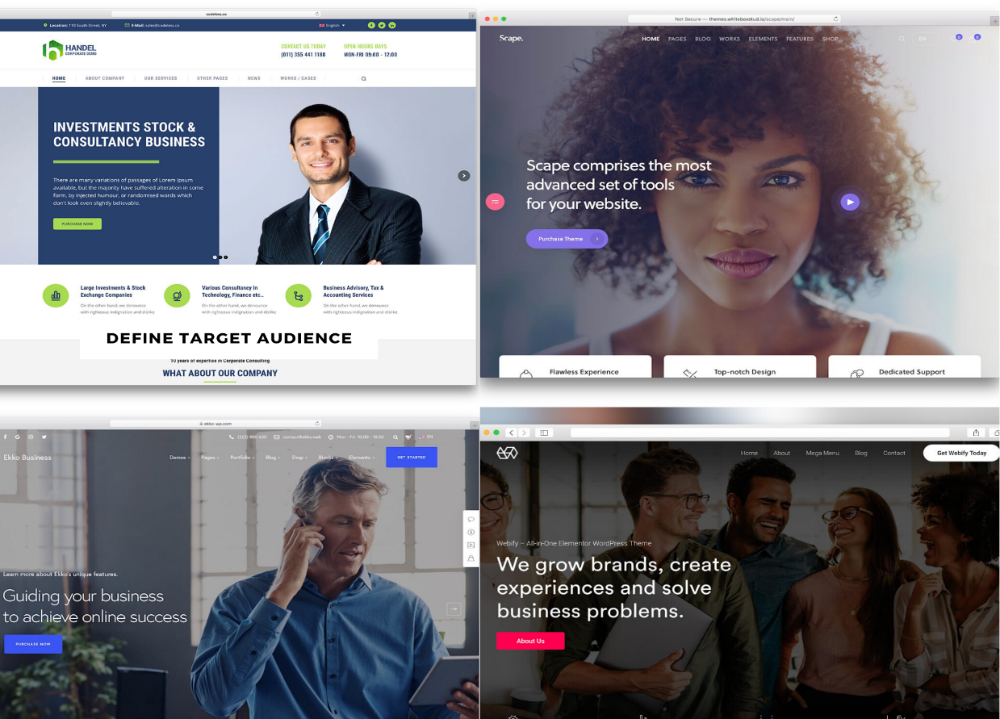 codeless.co
Location: 110 South Street, NY
E-Mail: sales@codeless.co
English
HANDEL
CORPORATE DEMO
CONTACT US TODAY
(011) 355 441 1188
OPEN HOURS DAYS
MON-FRI 09:00 - 12:00
HOME ABOUT COMPANY OUR SERVICES OTHER PAGES NEWS WORKS / CASES
INVESTMENTS STOCK &
CONSULTANCY BUSINESS
There are many variations of passages of Lorem Ipsum
available, but the majority have suffered alteration in some
form, by injected humour, or randomised words which
don't look even slightly believable.
PURCHASE NOW
Large Investments & Stock
Exchange Companies
On the other hand, we denounce
with righteous indignation and dislike
Various Consultancy in
Technology, Finance etc..
On the other hand, we denounce
with righteous indignation and dislike
Business Advisory, Tax &
Accounting Services
On the other hand, we denounce
with righteous indignation and dislike
DEFINE TARGET AUDIENCE
10 years of expertise in Corporate Consulting
WHAT ABOUT OUR COMPANY
Not Secure — themes.whiteboxstud.io/scape/main/
Scape.
HOME PAGES BLOG WORKS ELEMENTS FEATURES SHOP
EN
0 0
Scape comprises the most
advanced set of tools
for your website.
Purchase Theme
Flawless Experience
Top-notch Design
Dedicated Support
ekko-wp.com
(222) 400-630
contact@ekko.web
Mon - Fri: 10:00 - 19:00
EN
Ekko Business
Demos Pages Portfolio Blog Shop Blocks Elements
GET STARTED
Learn more about Ekko's unique features.
Guiding your business
to achieve online success
PURCHASE NOW
Home About Mega Menu Blog Contact
Get Webify Today
Webify – All-in-One Elementor WordPress Theme
We grow brands, create
experiences and solve
business problems.
About Us